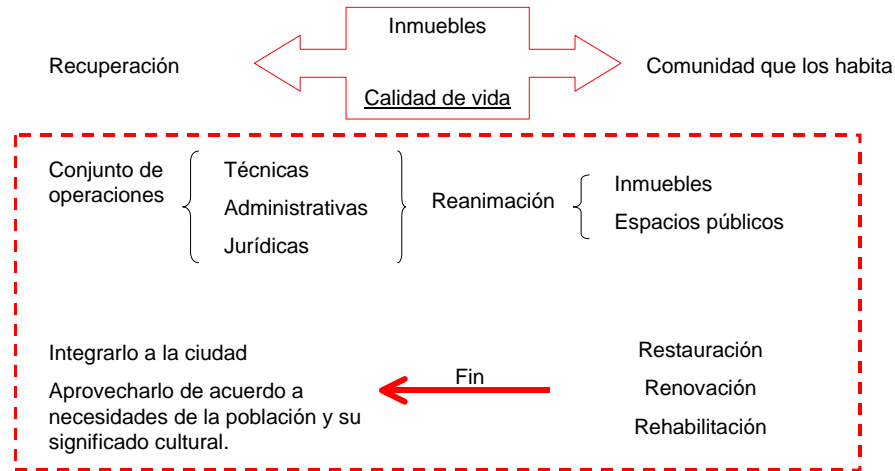 Inmuebles
Recuperación
Comunidad que los habita
Calidad de vida
Conjunto de
operaciones
Técnicas
Administrativas
Jurídicas
Reanimación
Inmuebles
Espacios públicos
Integrarlo a la ciudad
Aprovecharlo de acuerdo a
necesidades de la población y su
significado cultural.
Fin
Restauración
Renovación
Rehabilitación